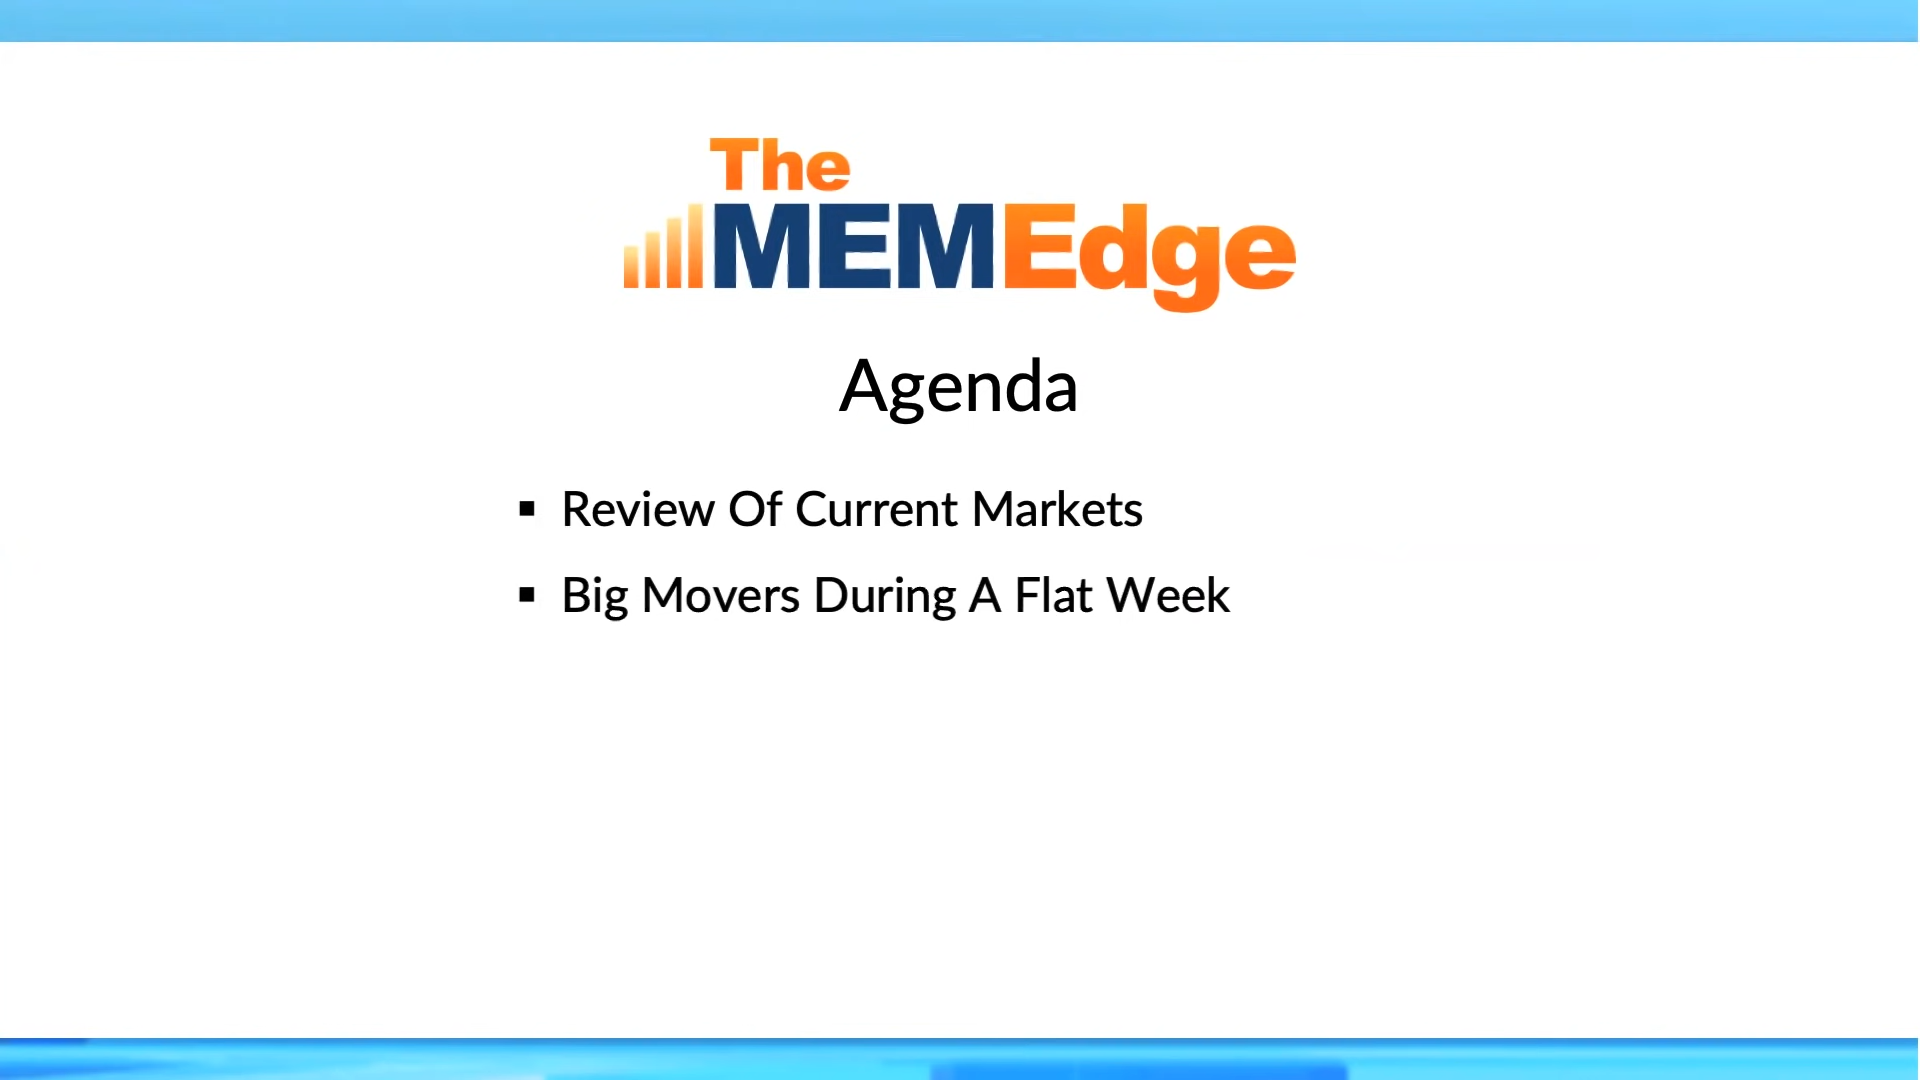 The
MEMEdge
Agenda
▪ Review Of Current Markets
▪ Big Movers During A Flat Week